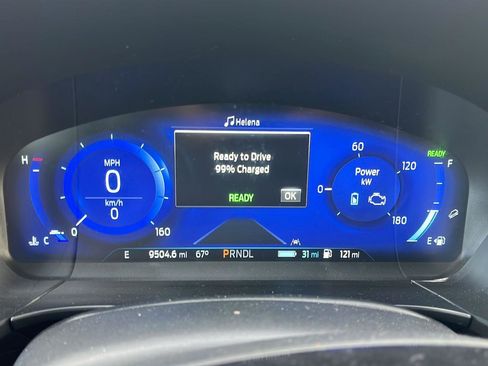 ♫ Helena
H
MPH
0
km/h
0
0
160
C
Ready to Drive
99% Charged
READY
OK
60
120
0
180
Power
kW
READY
F
E
E
9504.6 mi
67°
PRNDL
31 mi
121 mi